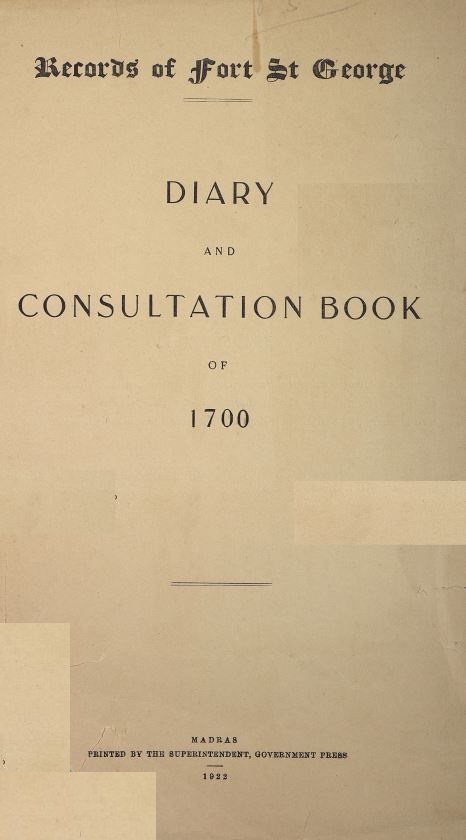 Records of Fort St George
DIARY
AND
CONSULTATION BOOK
OF
1700
MADRAS
PRINTED BY THE SUPERINTENDENT, GOVERNMENT PRESS
1922